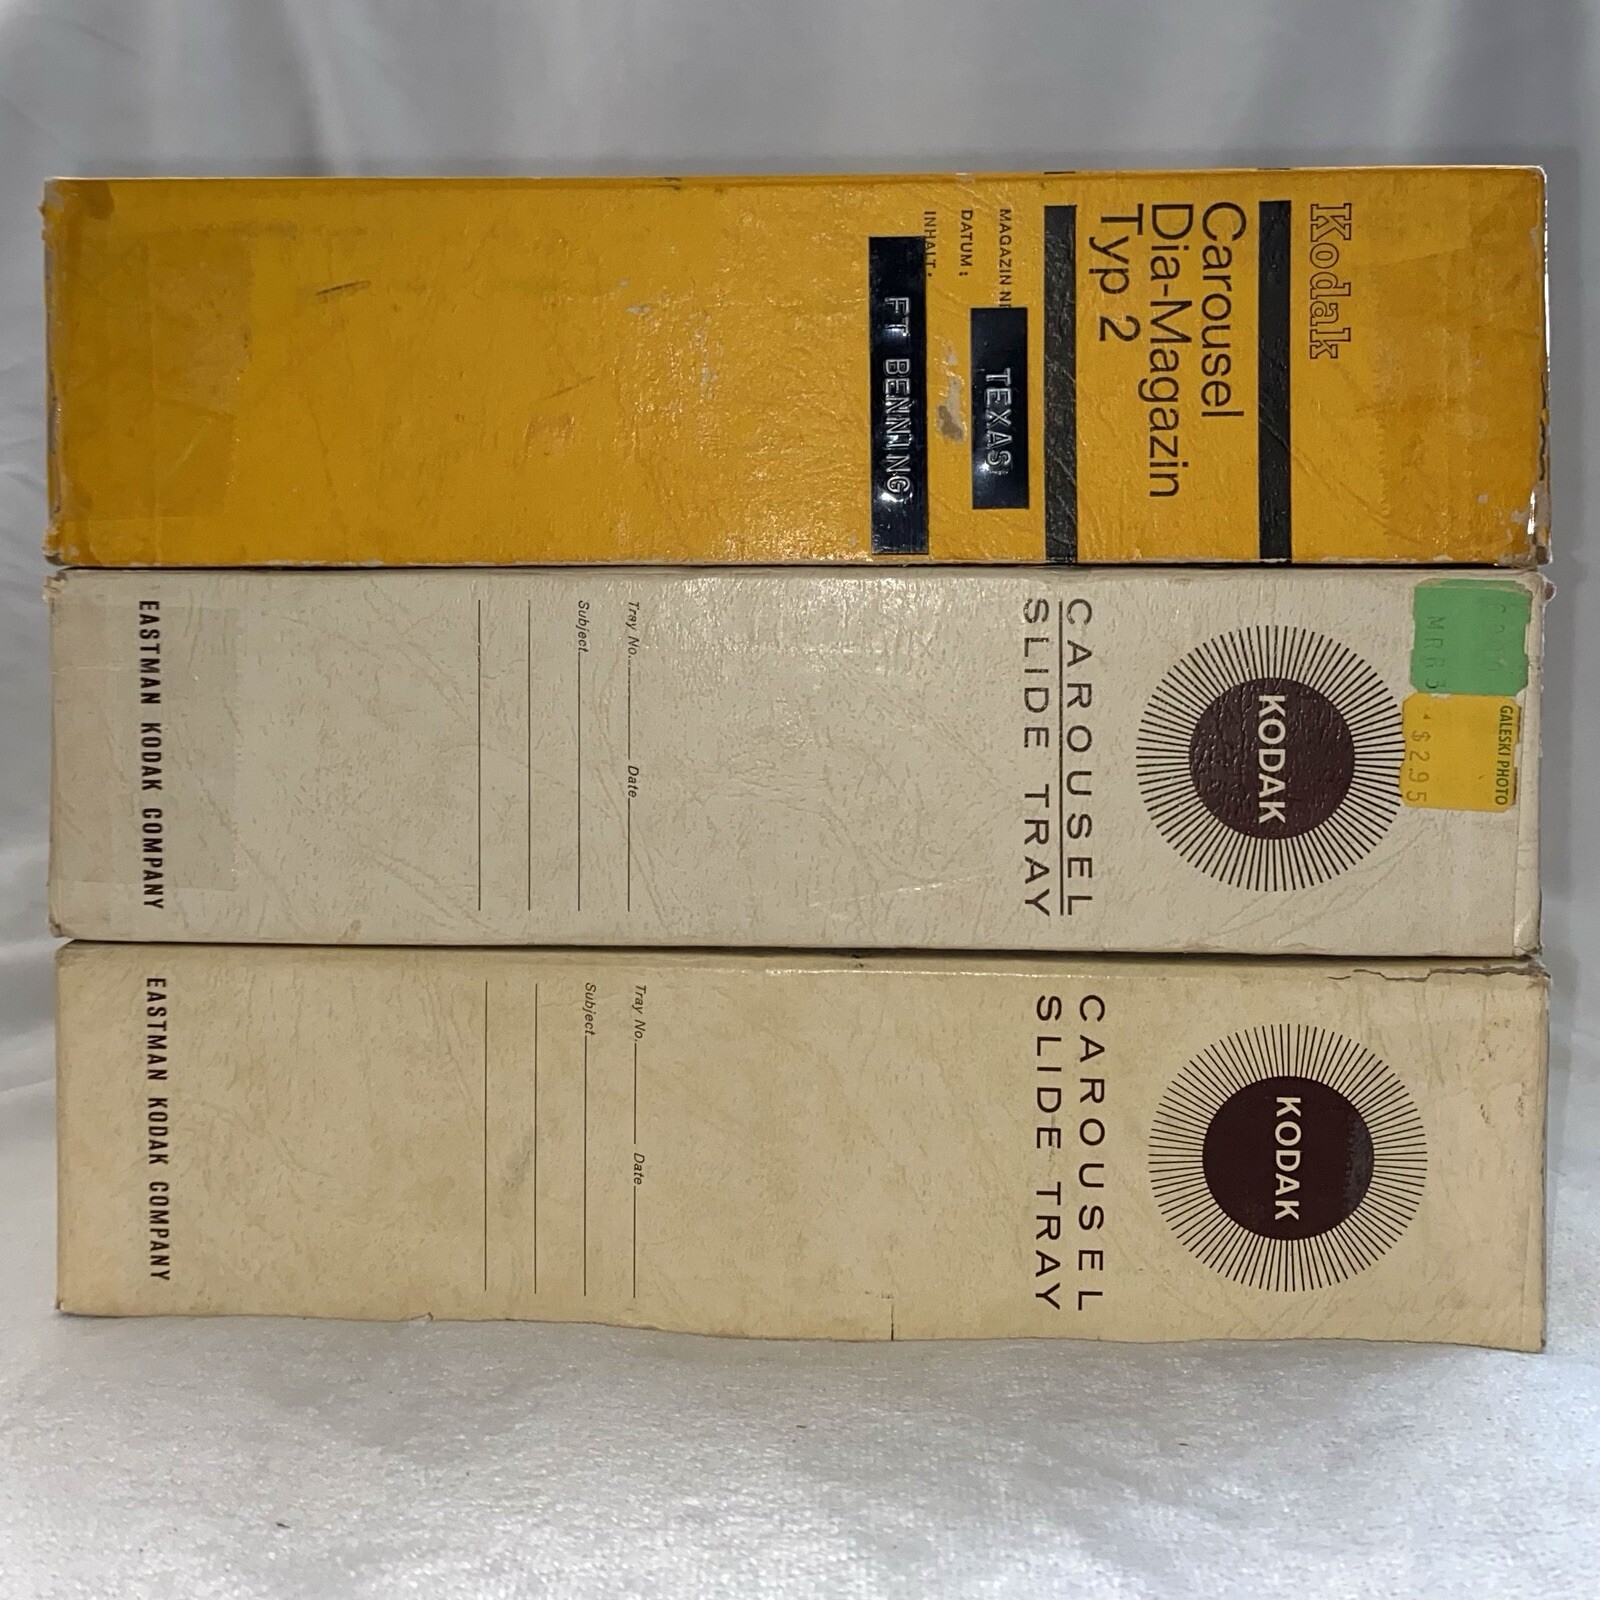 Kodak
Carousel
Dia-Magazin
Typ 2
MAGAZIN
TEXAS
DATUM:
INHALT:
FT BENNING
GALESKI PHOTO
$2.95
KODAK
CAROUSEL
SLIDE TRAY
Tray No. Date
Subject
EASTMAN KODAK COMPANY
KODAK
CAROUSEL
SLIDE TRAY
Tray No. Date
Subject
EASTMAN KODAK COMPANY